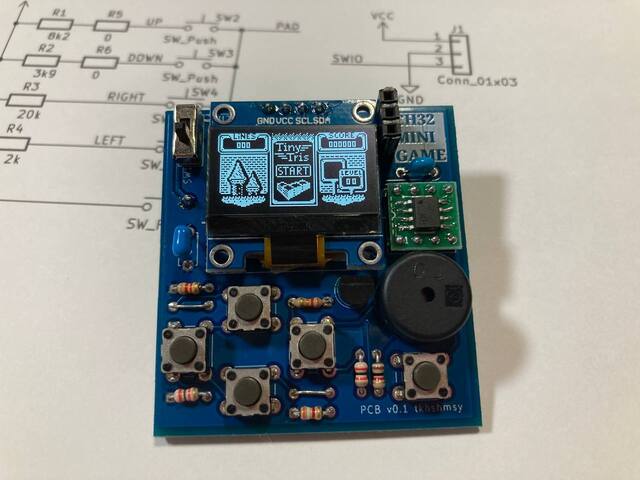 R1
8k2
R5
0
UP
SW2
SW_Push
PAD
R2
3k9
R6
0
DOWN
SW3
SW_Push
R3
20k
RIGHT
SW4
R4
2k
LEFT
VCC
J1
1
2
3
SWIO
Conn_01x03
GND
GND VCC SCL SDA
LINES
000
Tiny
Tris
START
SCORE
000000
LEVEL
00
CH32
MINI
GAME
PCB v0.1 tkhshmsy